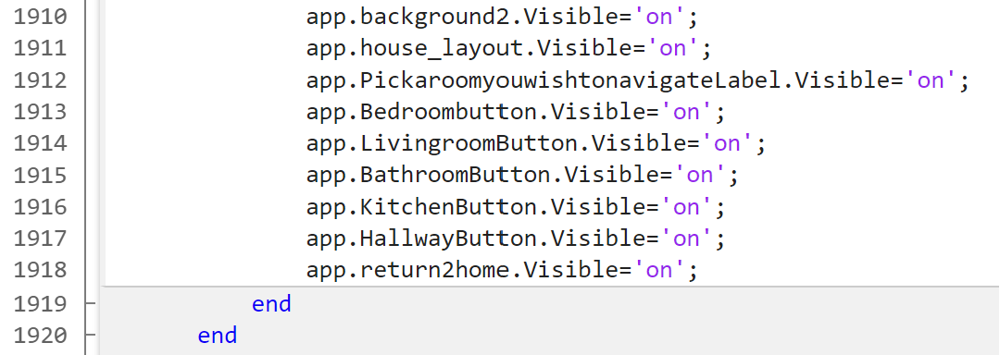 1910 app.background2.Visible='on';
1911 app.house_layout.Visible='on';
1912 app.PickaroomyouwishtonavigateLabel.Visible='on';
1913 app.Bedroombutton.Visible='on';
1914 app.LivingroomButton.Visible='on';
1915 app.BathroomButton.Visible='on';
1916 app.KitchenButton.Visible='on';
1917 app.HallwayButton.Visible='on';
1918 app.return2home.Visible='on';
1919 end
1920 end